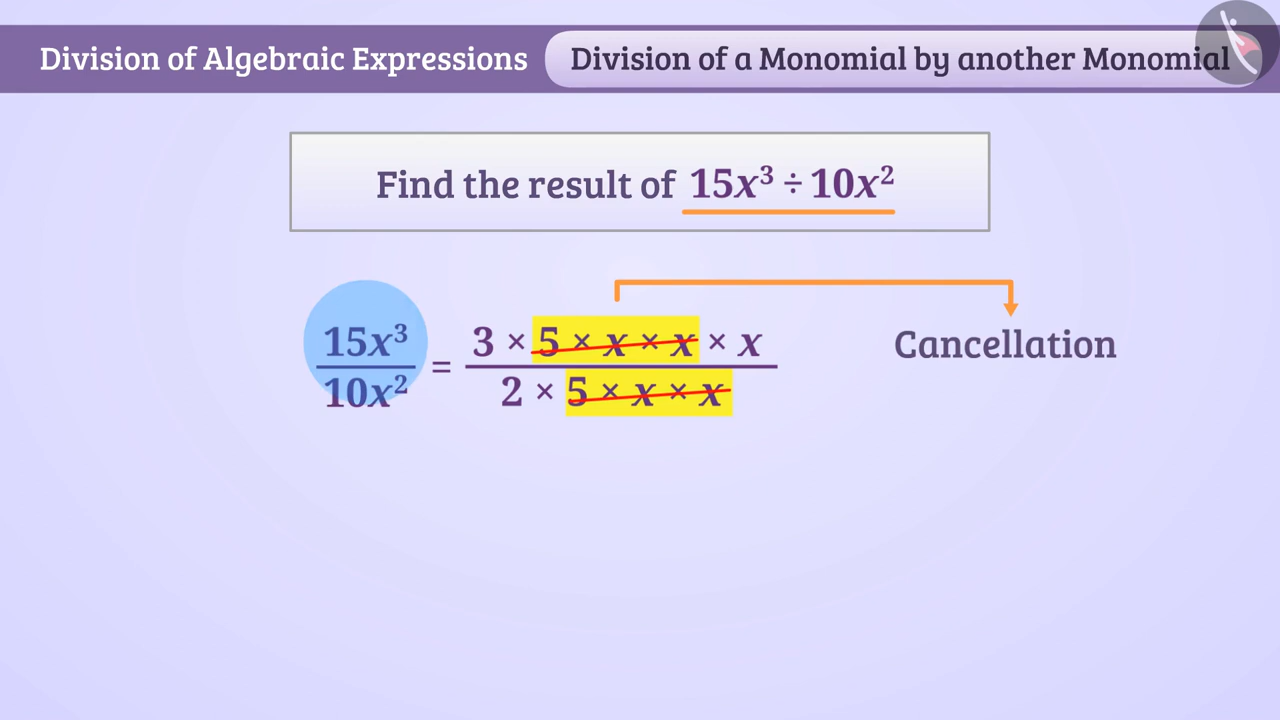 Division of Algebraic Expressions
Division of a Monomial by another Monomial
Find the result of 15x³ ÷ 10x²
15x³/10x² = 3 × 5 × x × x × x / 2 × 5 × x × x
Cancellation